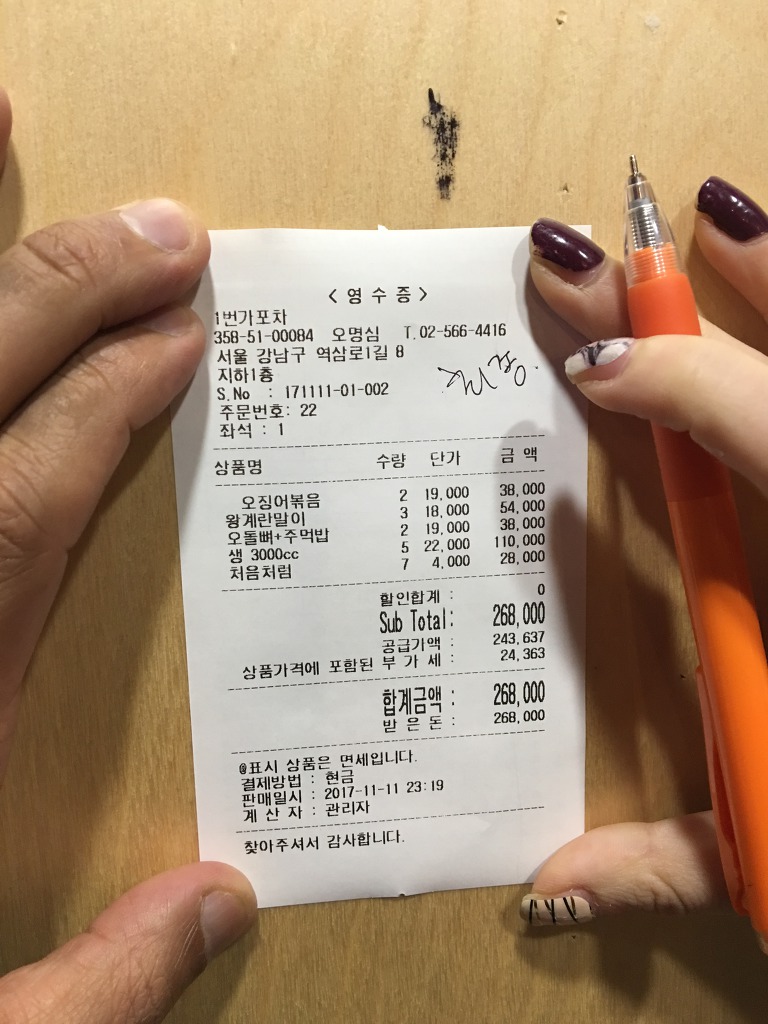 < 영 수 증 >
1번가포차
358-51-00084 오명심 T.02-566-4416
서울 강남구 역삼로1길 8
지하1층
S.No : 171111-01-002
주문번호: 22
좌석 : 1
상품명 수량 단가 금 액
오징어볶음 2 19,000 38,000
왕계란말이 3 18,000 54,000
오돌뼈+주먹밥 2 19,000 38,000
생 3000cc 5 22,000 110,000
처음처럼 7 4,000 28,000
할인합계 : 0
Sub Total: 268,000
공급가액 : 243,637
상품가격에 포함된 부 가 세 : 24,363
합계금액 : 268,000
받 은 돈 : 268,000
@표시 상품은 면세입니다.
결제방법 : 현금
판매일시 : 2017-11-11 23:19
계 산 자 : 관리자
찾아주셔서 감사합니다.